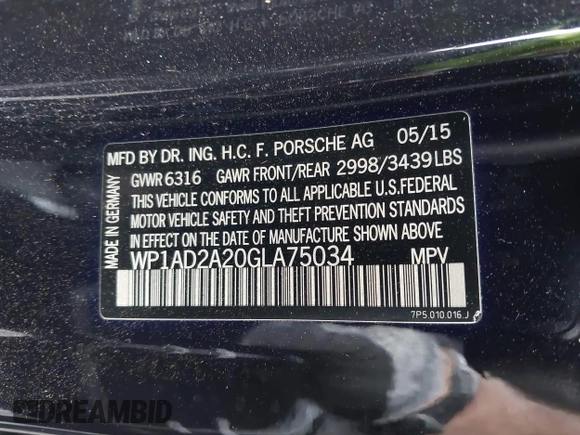 MFD BY DR. ING. H.C. F. PORSCHE AG 05/15
GVWR 6316 GAWR FRONT/REAR 2998/3439 LBS
THIS VEHICLE CONFORMS TO ALL APPLICABLE U.S. FEDERAL
MOTOR VEHICLE SAFETY AND THEFT PREVENTION STANDARDS
IN EFFECT ON THE DATE OF MANUFACTURE SHOWN ABOVE
WP1AD2A20GLA75034 MPV
7P5.010.016.J
MADE IN GERMANY
DREAMBID